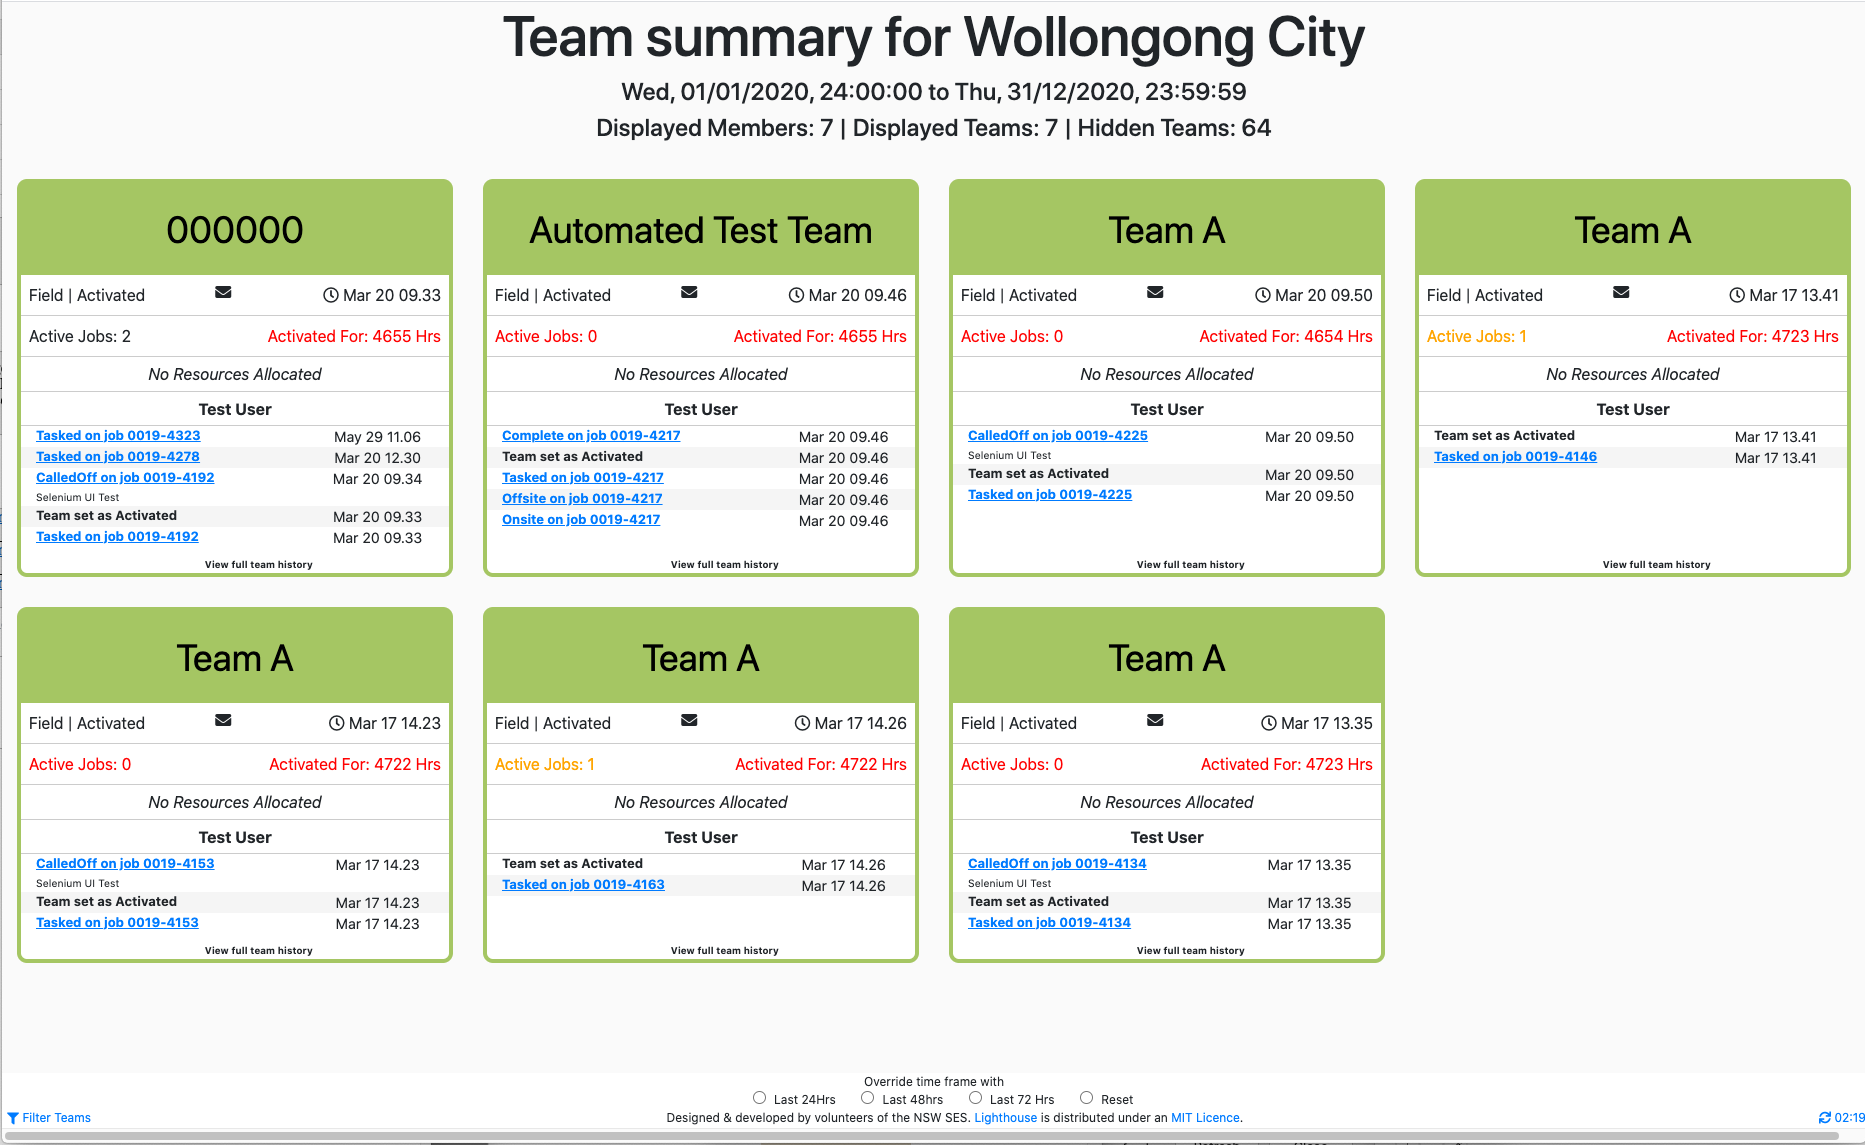 Team summary for Wollongong City
Wed, 01/01/2020, 24:00:00 to Thu, 31/12/2020, 23:59:59
Displayed Members: 7 | Displayed Teams: 7 | Hidden Teams: 64
000000
Field | Activated Mar 20 09.33
Active Jobs: 2 Activated For: 4655 Hrs
No Resources Allocated
Test User
Tasked on job 0019-4323 May 29 11.06
Tasked on job 0019-4278 Mar 20 12.30
CalledOff on job 0019-4192 Mar 20 09.34
Selenium UI Test
Team set as Activated Mar 20 09.33
Tasked on job 0019-4192 Mar 20 09.33
View full team history
Automated Test Team
Field | Activated Mar 20 09.46
Active Jobs: 0 Activated For: 4655 Hrs
No Resources Allocated
Test User
Complete on job 0019-4217 Mar 20 09.46
Team set as Activated Mar 20 09.46
Tasked on job 0019-4217 Mar 20 09.46
Offsite on job 0019-4217 Mar 20 09.46
Onsite on job 0019-4217 Mar 20 09.46
View full team history
Team A
Field | Activated Mar 20 09.50
Active Jobs: 0 Activated For: 4654 Hrs
No Resources Allocated
Test User
CalledOff on job 0019-4225 Mar 20 09.50
Selenium UI Test
Team set as Activated Mar 20 09.50
Tasked on job 0019-4225 Mar 20 09.50
View full team history
Team A
Field | Activated Mar 17 13.41
Active Jobs: 1 Activated For: 4723 Hrs
No Resources Allocated
Test User
Team set as Activated Mar 17 13.41
Tasked on job 0019-4146 Mar 17 13.41
View full team history
Team A
Field | Activated Mar 17 14.23
Active Jobs: 0 Activated For: 4722 Hrs
No Resources Allocated
Test User
CalledOff on job 0019-4153 Mar 17 14.23
Selenium UI Test
Team set as Activated Mar 17 14.23
Tasked on job 0019-4153 Mar 17 14.23
View full team history
Team A
Field | Activated Mar 17 14.26
Active Jobs: 1 Activated For: 4722 Hrs
No Resources Allocated
Test User
Team set as Activated Mar 17 14.26
Tasked on job 0019-4163 Mar 17 14.26
View full team history
Team A
Field | Activated Mar 17 13.35
Active Jobs: 0 Activated For: 4723 Hrs
No Resources Allocated
Test User
CalledOff on job 0019-4134 Mar 17 13.35
Selenium UI Test
Team set as Activated Mar 17 13.35
Tasked on job 0019-4134 Mar 17 13.35
View full team history
Override time frame with
Last 24Hrs Last 48hrs Last 72 Hrs Reset
Filter Teams Designed & developed by volunteers of the NSW SES. Lighthouse is distributed under an MIT Licence. 02:19